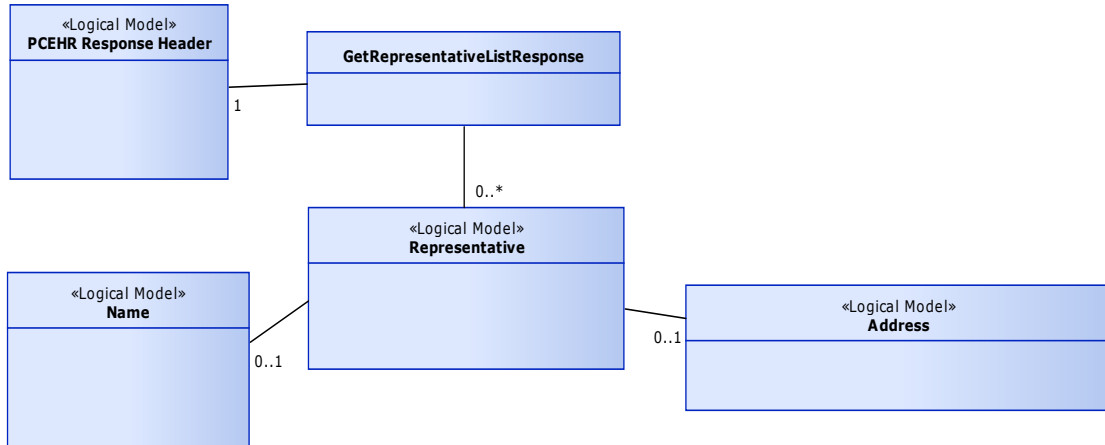 «Logical Model»
PCEHR Response Header
GetRepresentativeListResponse
1
0..*
«Logical Model»
Representative
«Logical Model»
Name
0..1
«Logical Model»
Address
0..1